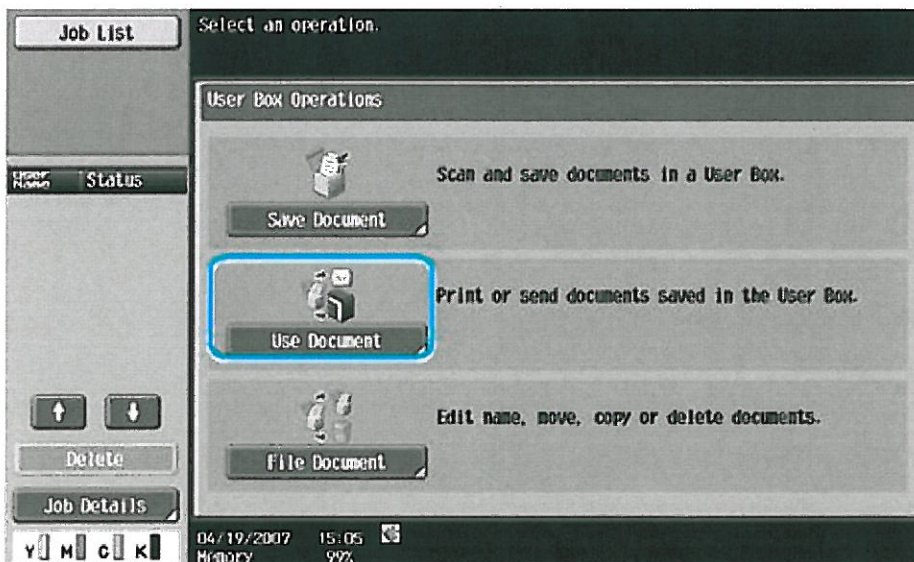 Job List
Select an operation.
User Box Operations
User Name Status
Scan and save documents in a User Box.
Save Document
Print or send documents saved in the User Box.
Use Document
Edit name, move, copy or delete documents.
File Document
Delete
Job Details
Y M C K
04/19/2007 15:05
Memory 99%